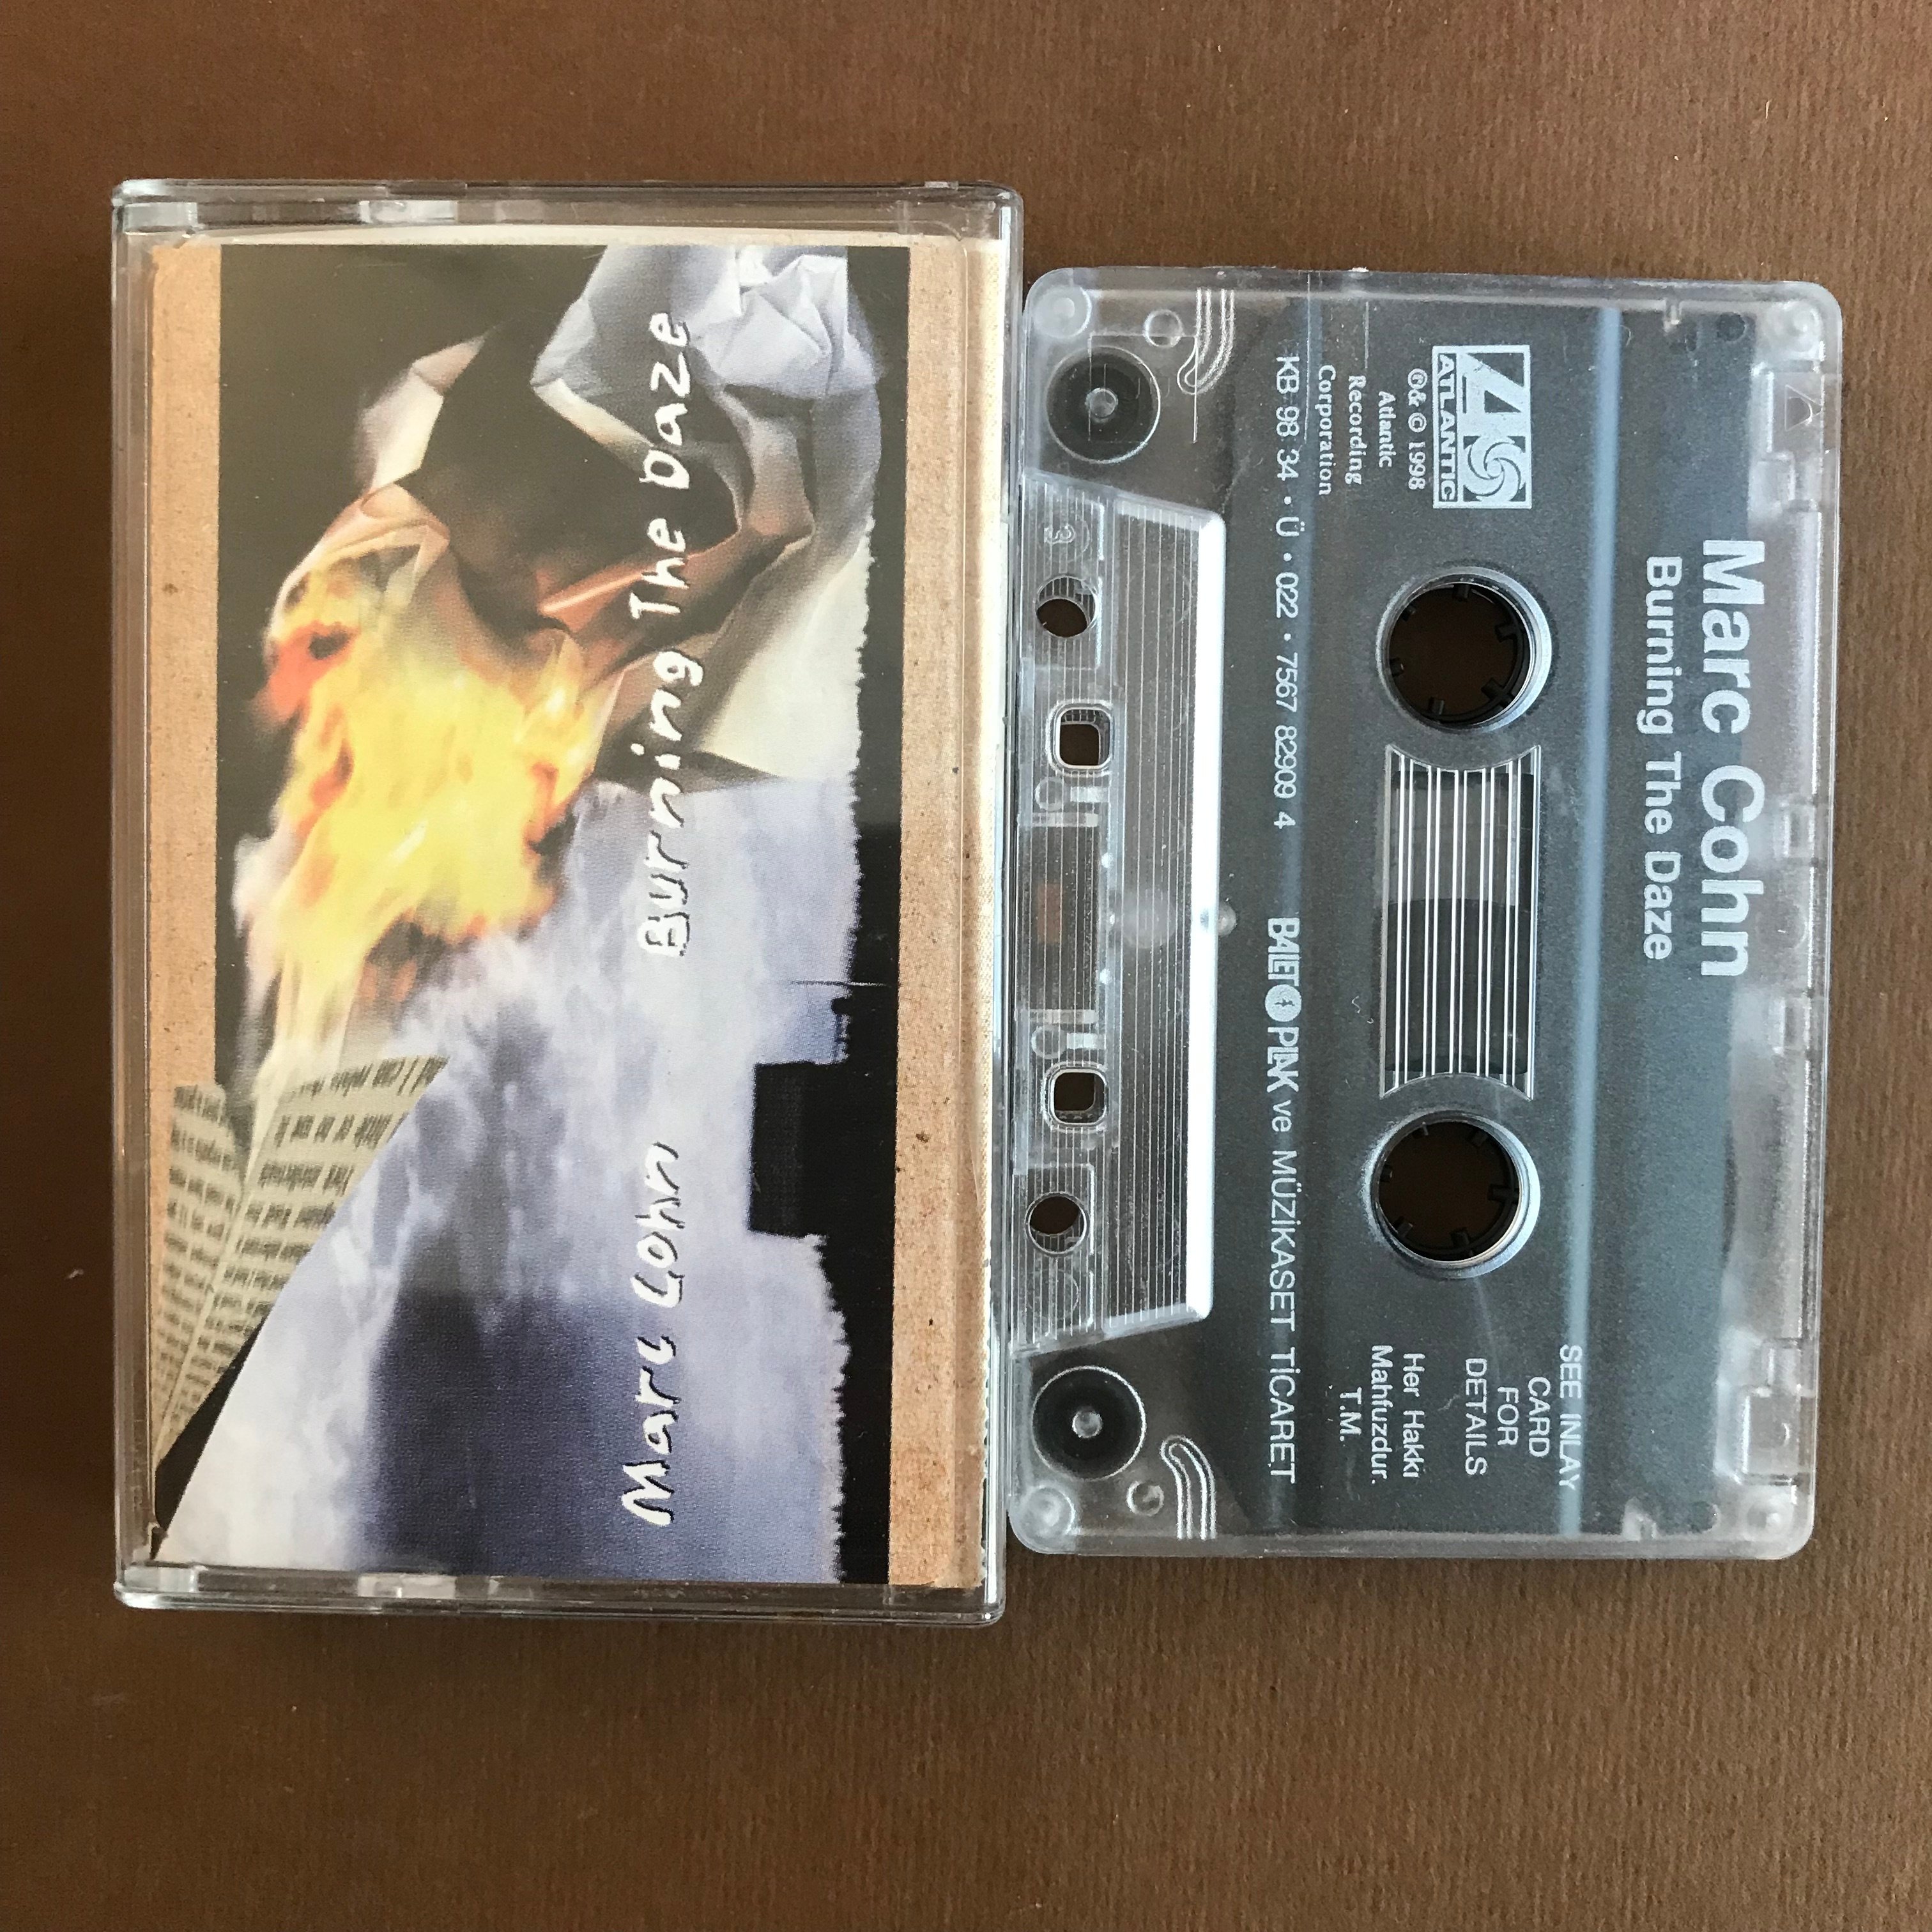 Marc Cohn
Burning The Daze
Marc Cohn
Burning The Daze
ATLANTIC
℗& © 1998
Atlantic
Recording
Corporation
SEE INLAY
CARD
FOR
DETAILS
Her Hakkı
Mahfuzdur.
T.M.
KB 98 34 • Ü • 022 • 7567 82909 4
BALET PLAK ve MÜZİKASET TİCARET
3